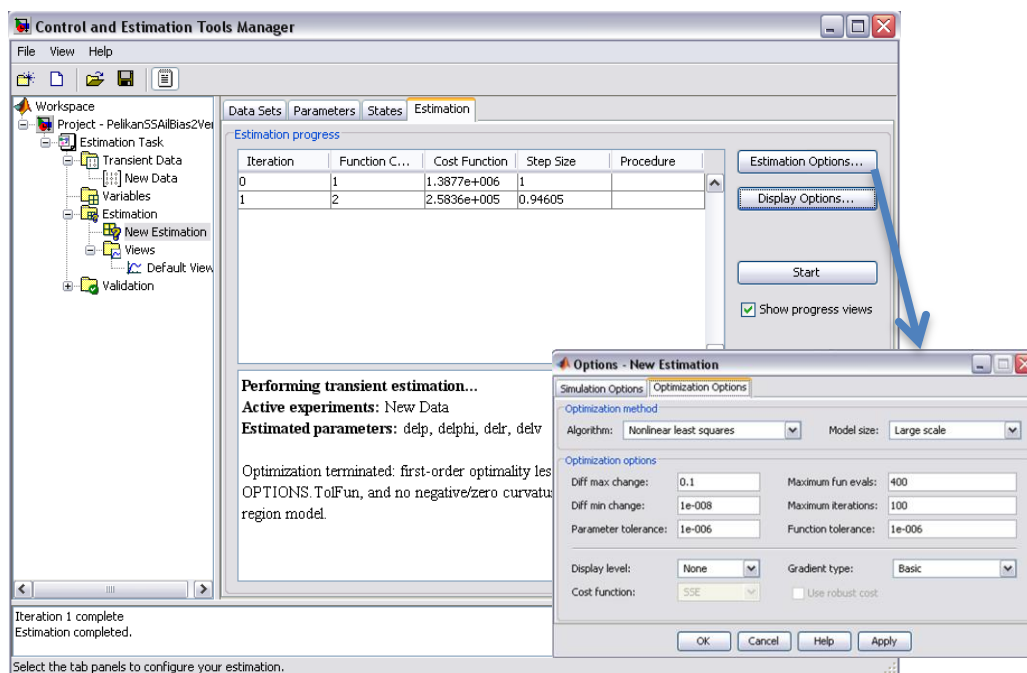 Control and Estimation Tools Manager
File View Help
Workspace
Project - PelikanSSAilBias2Ver
Estimation Task
Transient Data
New Data
Variables
Estimation
New Estimation
Views
Default View
Validation
Data Sets Parameters States Estimation
Estimation progress
Iteration Function C... Cost Function Step Size Procedure
0 1 1.3877e+006 1
1 2 2.5836e+005 0.94605
Estimation Options...
Display Options...
Start
Show progress views
Performing transient estimation...
Active experiments: New Data
Estimated parameters: delp, delphi, delr, delv
Optimization terminated: first-order optimality les
OPTIONS.TolFun, and no negative/zero curvatu
region model.
Options - New Estimation
Simulation Options Optimization Options
Optimization method
Algorithm: Nonlinear least squares Model size: Large scale
Optimization options
Diff max change: 0.1 Maximum fun evals: 400
Diff min change: 1e-008 Maximum iterations: 100
Parameter tolerance: 1e-006 Function tolerance: 1e-006
Display level: None Gradient type: Basic
Cost function: SSE Use robust cost
OK Cancel Help Apply
Iteration 1 complete
Estimation completed.
Select the tab panels to configure your estimation.